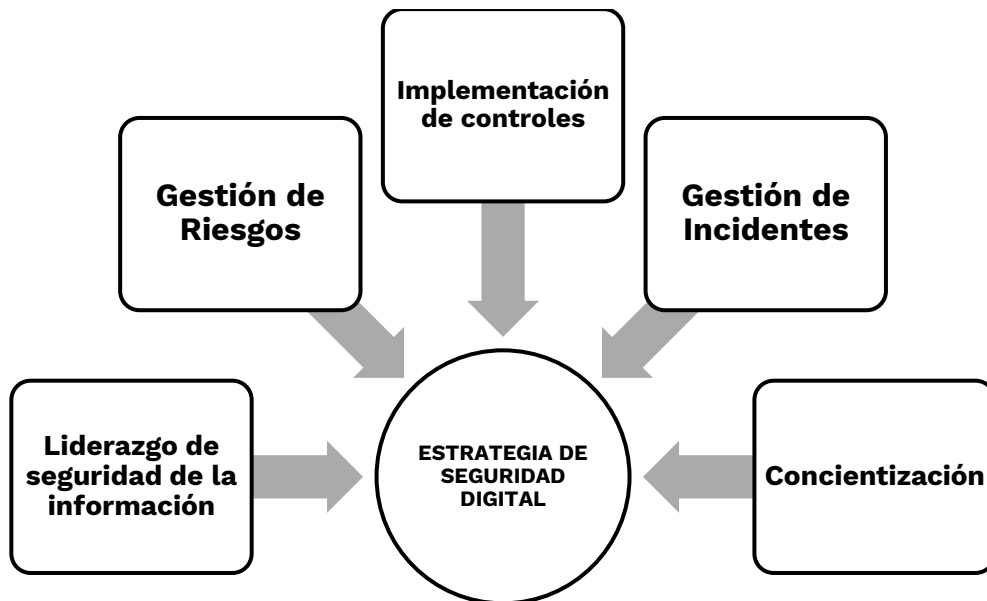 Implementación
de controles
Gestión de
Riesgos
Gestión de
Incidentes
Liderazgo de
seguridad de la
información
ESTRATEGIA DE
SEGURIDAD
DIGITAL
Concientización